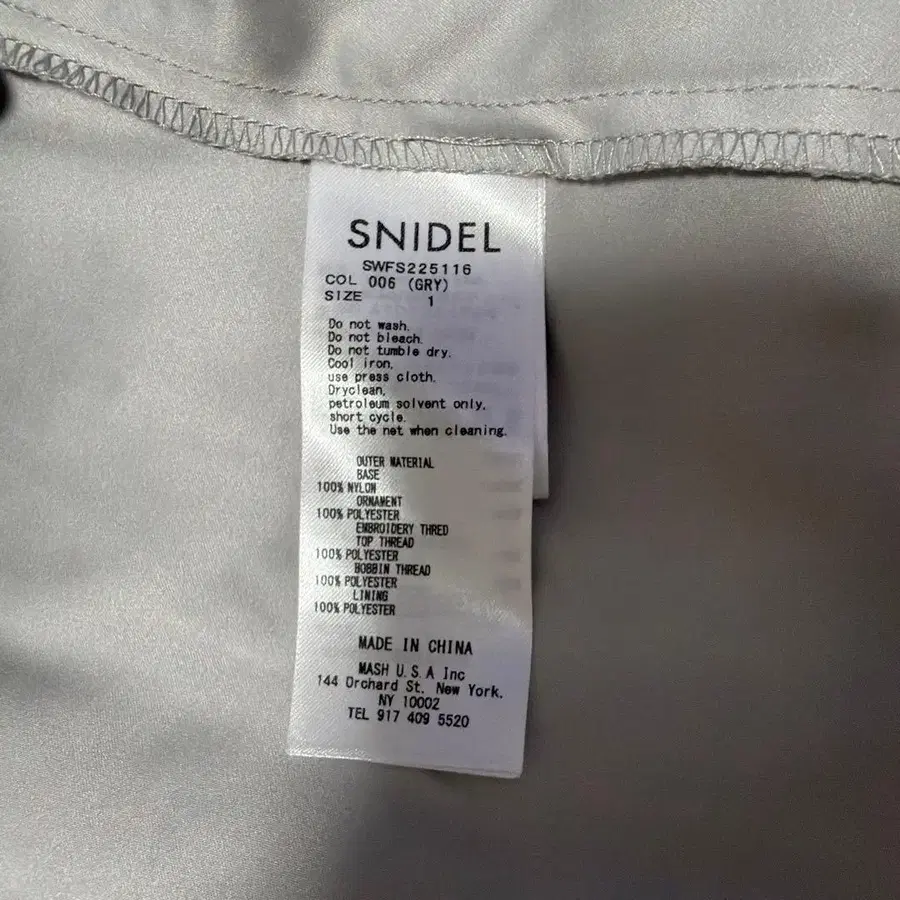 SNIDEL
SWFS225116
COL 006 (GRY)
SIZE 1
Do not wash.
Do not bleach.
Do not tumble dry.
Cool iron,
use press cloth.
Dryclean,
petroleum solvent only,
short cycle.
Use the net when cleaning.
OUTER MATERIAL
BASE
100% NYLON
ORNAMENT
100% POLYESTER
EMBROIDERY THRED
TOP THREAD
100% POLYESTER
BOBBIN THREAD
100% POLYESTER
LINING
100% POLYESTER
MADE IN CHINA
MASH U.S.A Inc
144 Orchard St. New York.
NY 10002
TEL 917 409 5520